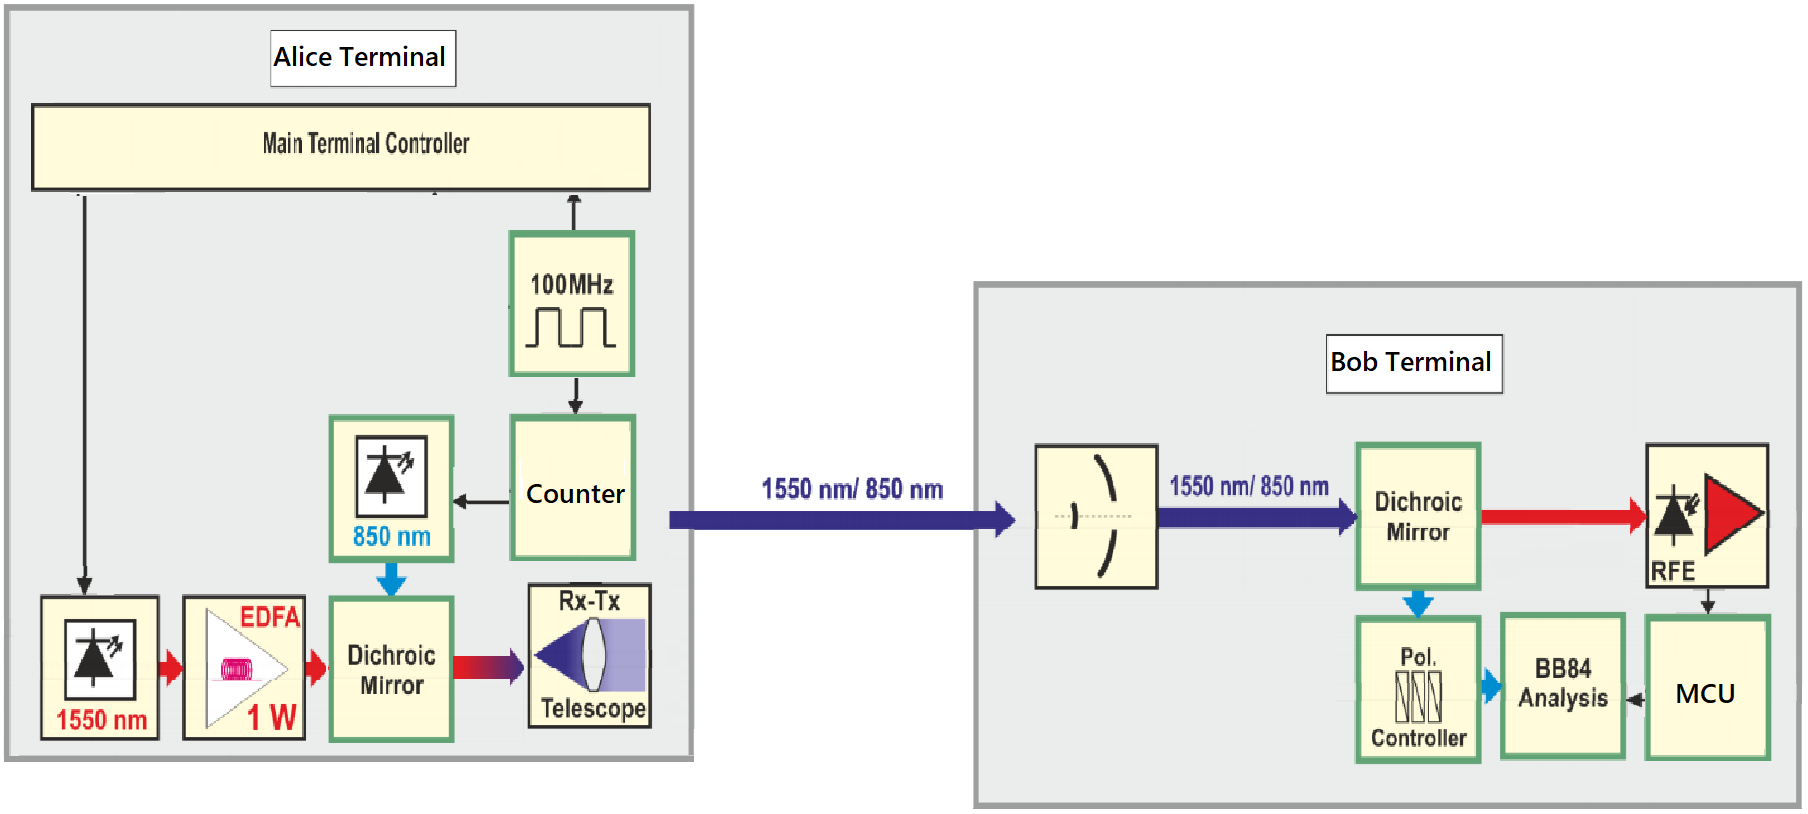 Alice Terminal
Main Terminal Controller
100MHz
Counter
850 nm
1550 nm
EDFA
1 W
Dichroic
Mirror
Rx-Tx
Telescope
1550 nm/ 850 nm
Bob Terminal
1550 nm/ 850 nm
Dichroic
Mirror
RFE
Pol.
Controller
BB84
Analysis
MCU